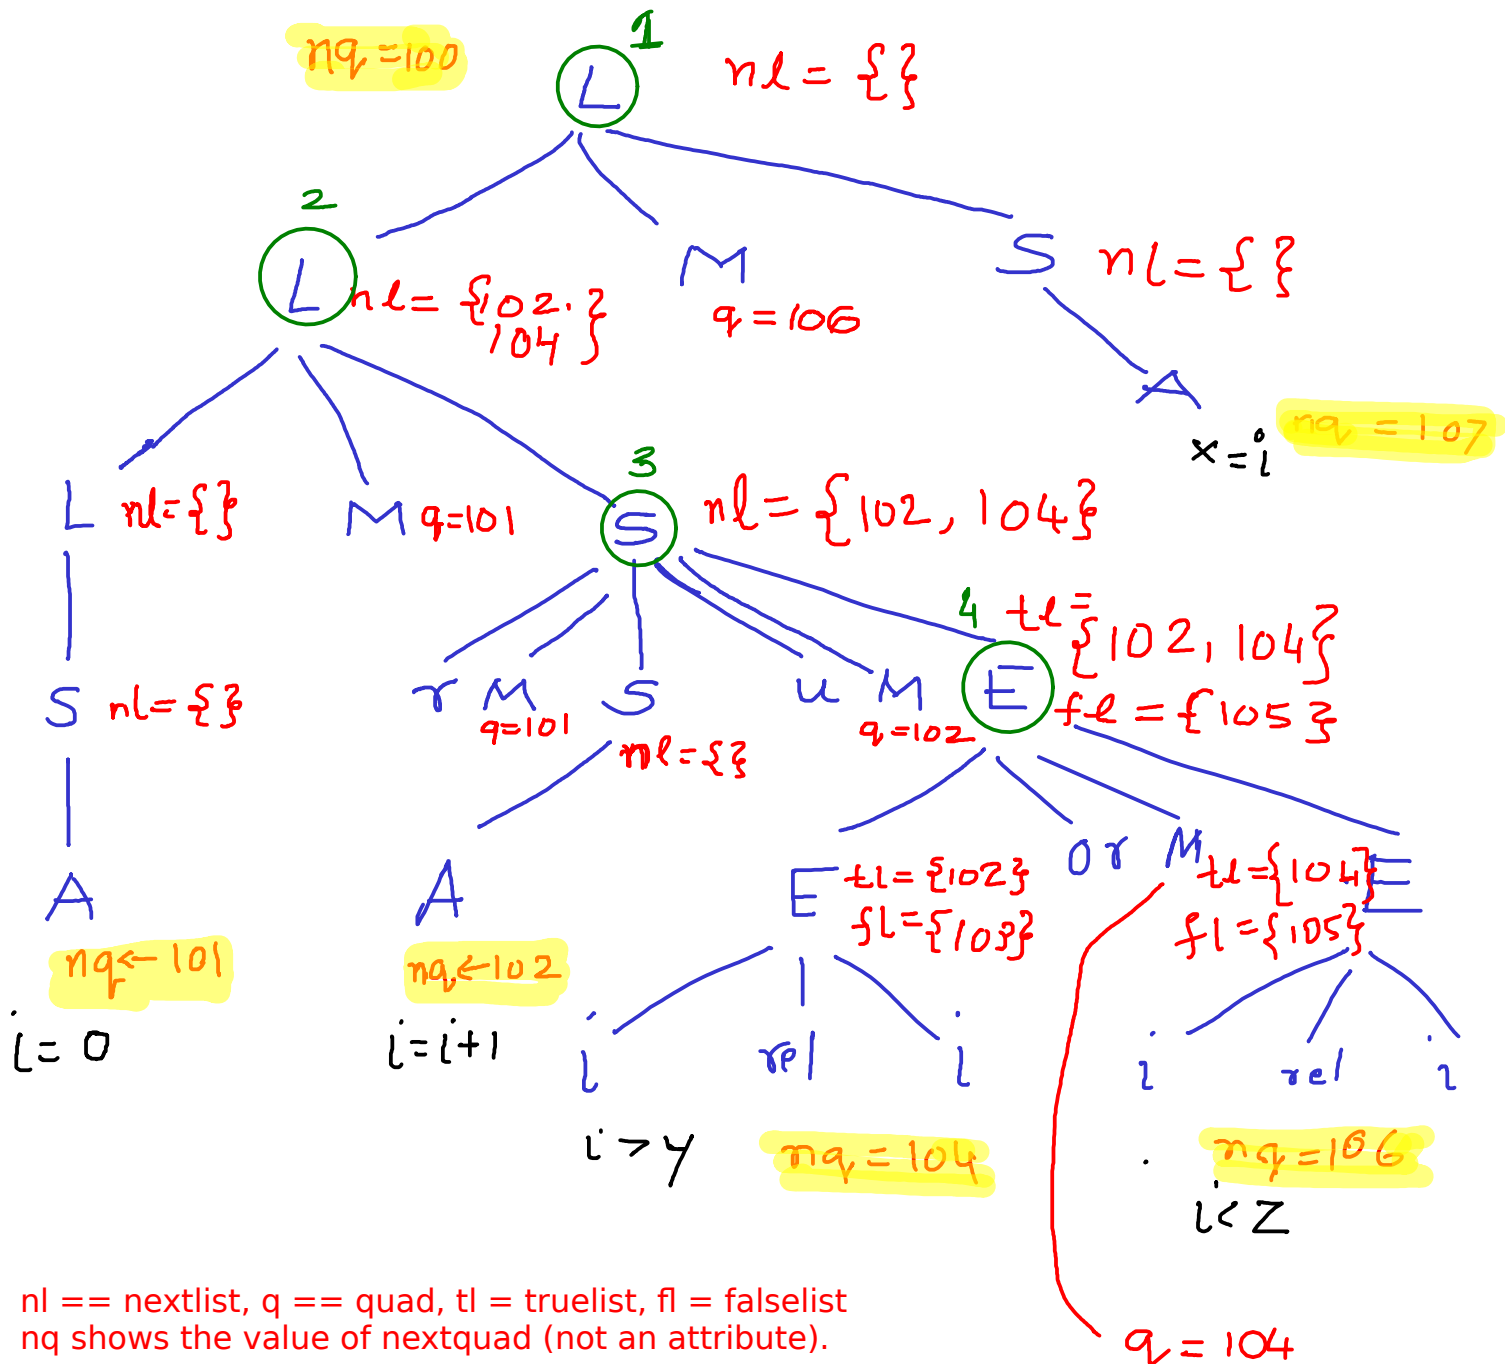 1
nq = 100
L
nl = { }
2
L
nl = {102, 104}
M
q = 106
S
nl = { }
A
x = i
nq = 107
L
nl = { }
M
q = 101
3
S
nl = {102, 104}
S
nl = { }
r
M
q = 101
S
nl = { }
u
M
q = 102
4
E
tl = {102, 104}
fl = {105}
A
nq ← 101
i = 0
A
nq ← 102
i = i + 1
E
tl = {102}
fl = {103}
or
M
E
tl = {104}
fl = {105}
i
rel
i
i
rel
i
i > y
nq = 104
nq = 106
i < z
q = 104
nl == nextlist, q == quad, tl = truelist, fl = falselist
nq shows the value of nextquad (not an attribute).